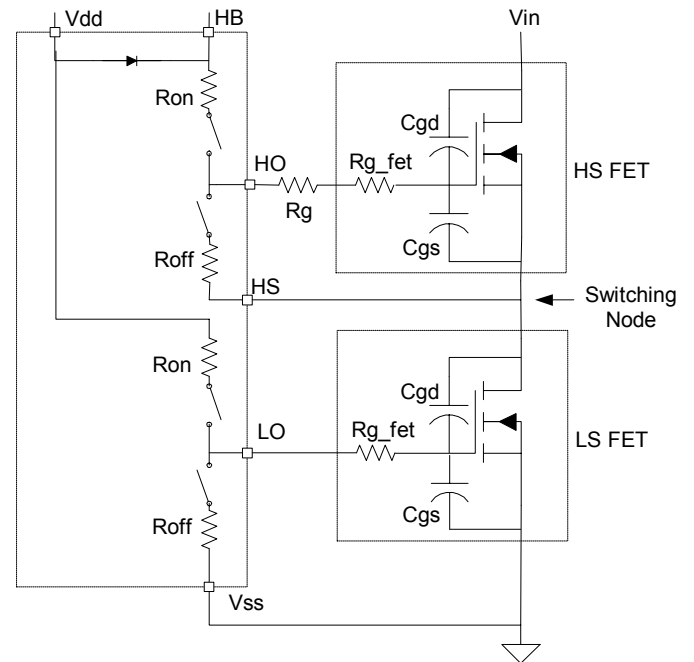 Vdd
HB
Vin
Ron
Cgd
HO
Rg_fet
HS FET
Rg
Cgs
Roff
HS
Switching
Node
Ron
Cgd
LO
Rg_fet
LS FET
Cgs
Roff
Vss